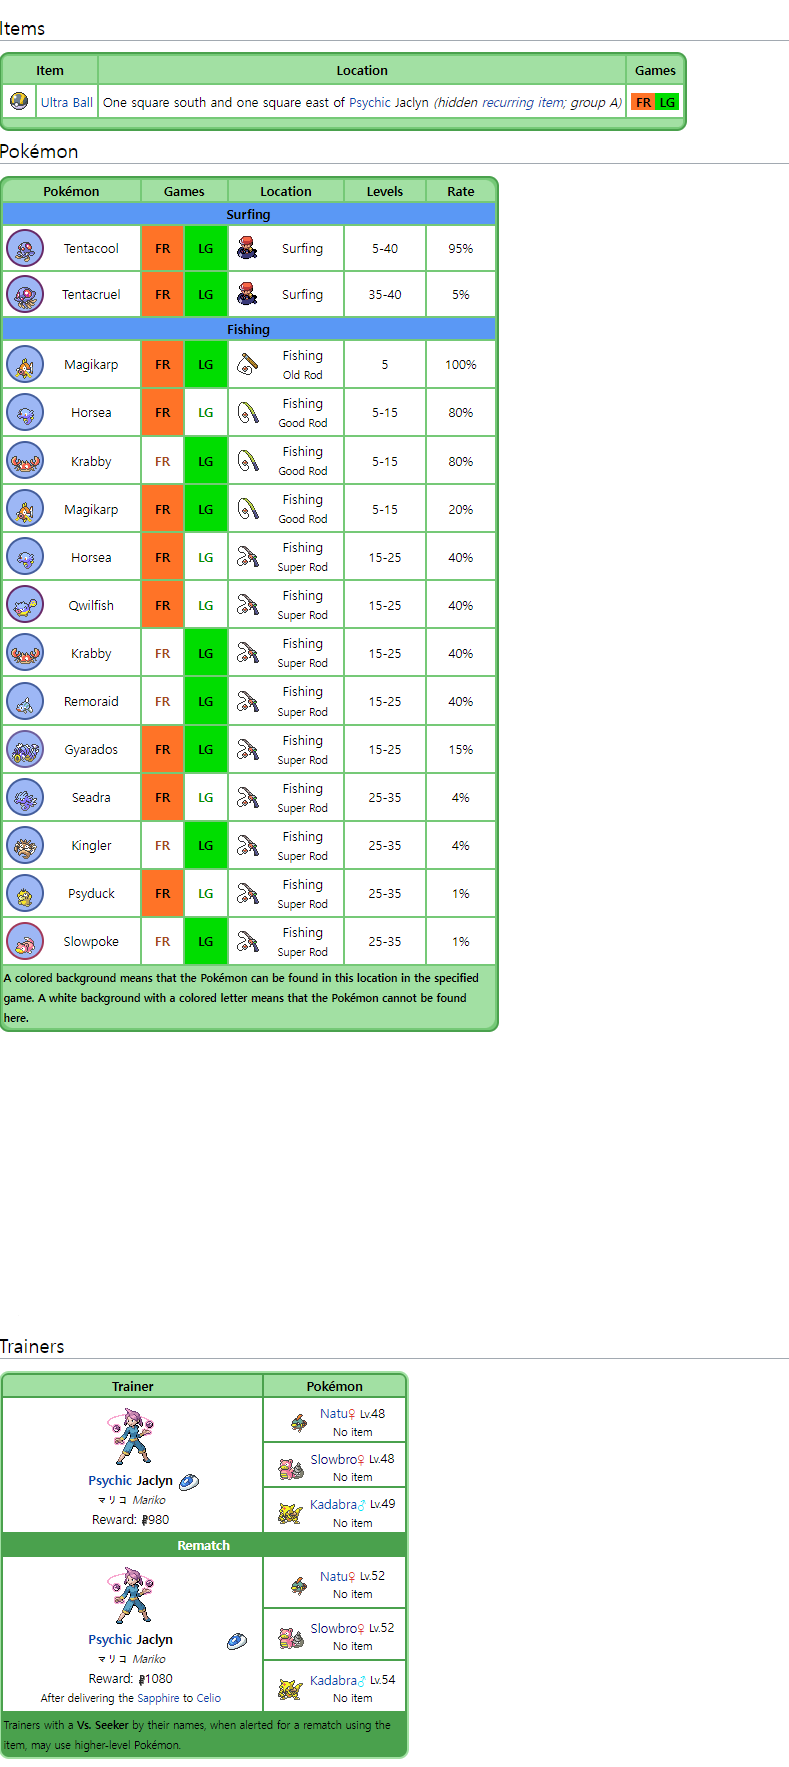 Items
Item Location Games
Ultra Ball One square south and one square east of Psychic Jaclyn (hidden recurring item; group A) FR LG
Pokémon
Pokémon Games Location Levels Rate
Surfing
Tentacool FR LG Surfing 5-40 95%
Tentacruel FR LG Surfing 35-40 5%
Fishing
Magikarp FR LG Fishing Old Rod 5 100%
Horsea FR LG Fishing Good Rod 5-15 80%
Krabby FR LG Fishing Good Rod 5-15 80%
Magikarp FR LG Fishing Good Rod 5-15 20%
Horsea FR LG Fishing Super Rod 15-25 40%
Qwilfish FR LG Fishing Super Rod 15-25 40%
Krabby FR LG Fishing Super Rod 15-25 40%
Remoraid FR LG Fishing Super Rod 15-25 40%
Gyarados FR LG Fishing Super Rod 15-25 15%
Seadra FR LG Fishing Super Rod 25-35 4%
Kingler FR LG Fishing Super Rod 25-35 4%
Psyduck FR LG Fishing Super Rod 25-35 1%
Slowpoke FR LG Fishing Super Rod 25-35 1%
A colored background means that the Pokémon can be found in this location in the specified
game. A white background with a colored letter means that the Pokémon cannot be found
here.
Trainers
Trainer Pokémon
Psychic Jaclyn
マリコ Mariko
Reward: 980
Natu♀ Lv.48
No item
Slowbro♀ Lv.48
No item
Kadabra♂ Lv.49
No item
Rematch
Psychic Jaclyn
マリコ Mariko
Reward: 1080
After delivering the Sapphire to Celio
Natu♀ Lv.52
No item
Slowbro♀ Lv.52
No item
Kadabra♂ Lv.54
No item
Trainers with a Vs. Seeker by their names, when alerted for a rematch using the
item, may use higher-level Pokémon.